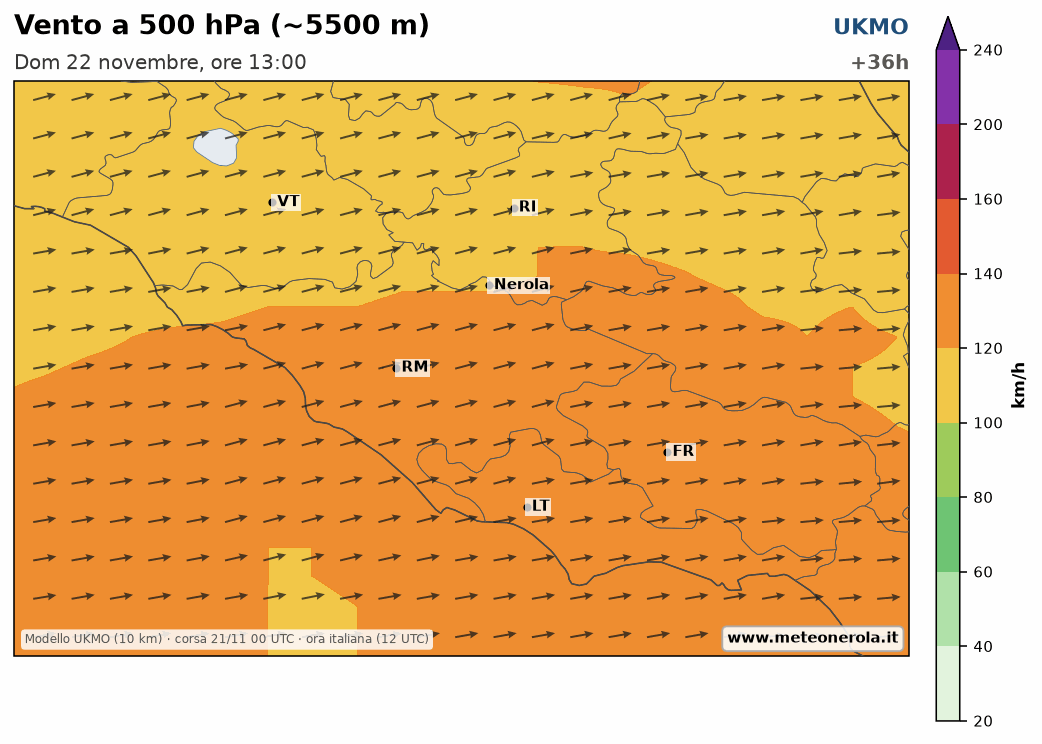 Vento a 500 hPa (~5500 m)
UKMO
Dom 22 novembre, ore 13:00
+36h
VT
RI
Nerola
RM
FR
LT
Modello UKMO (10 km) · corsa 21/11 00 UTC · ora italiana (12 UTC)
www.meteonerola.it
240
200
160
140
120
100
80
60
40
20
km/h